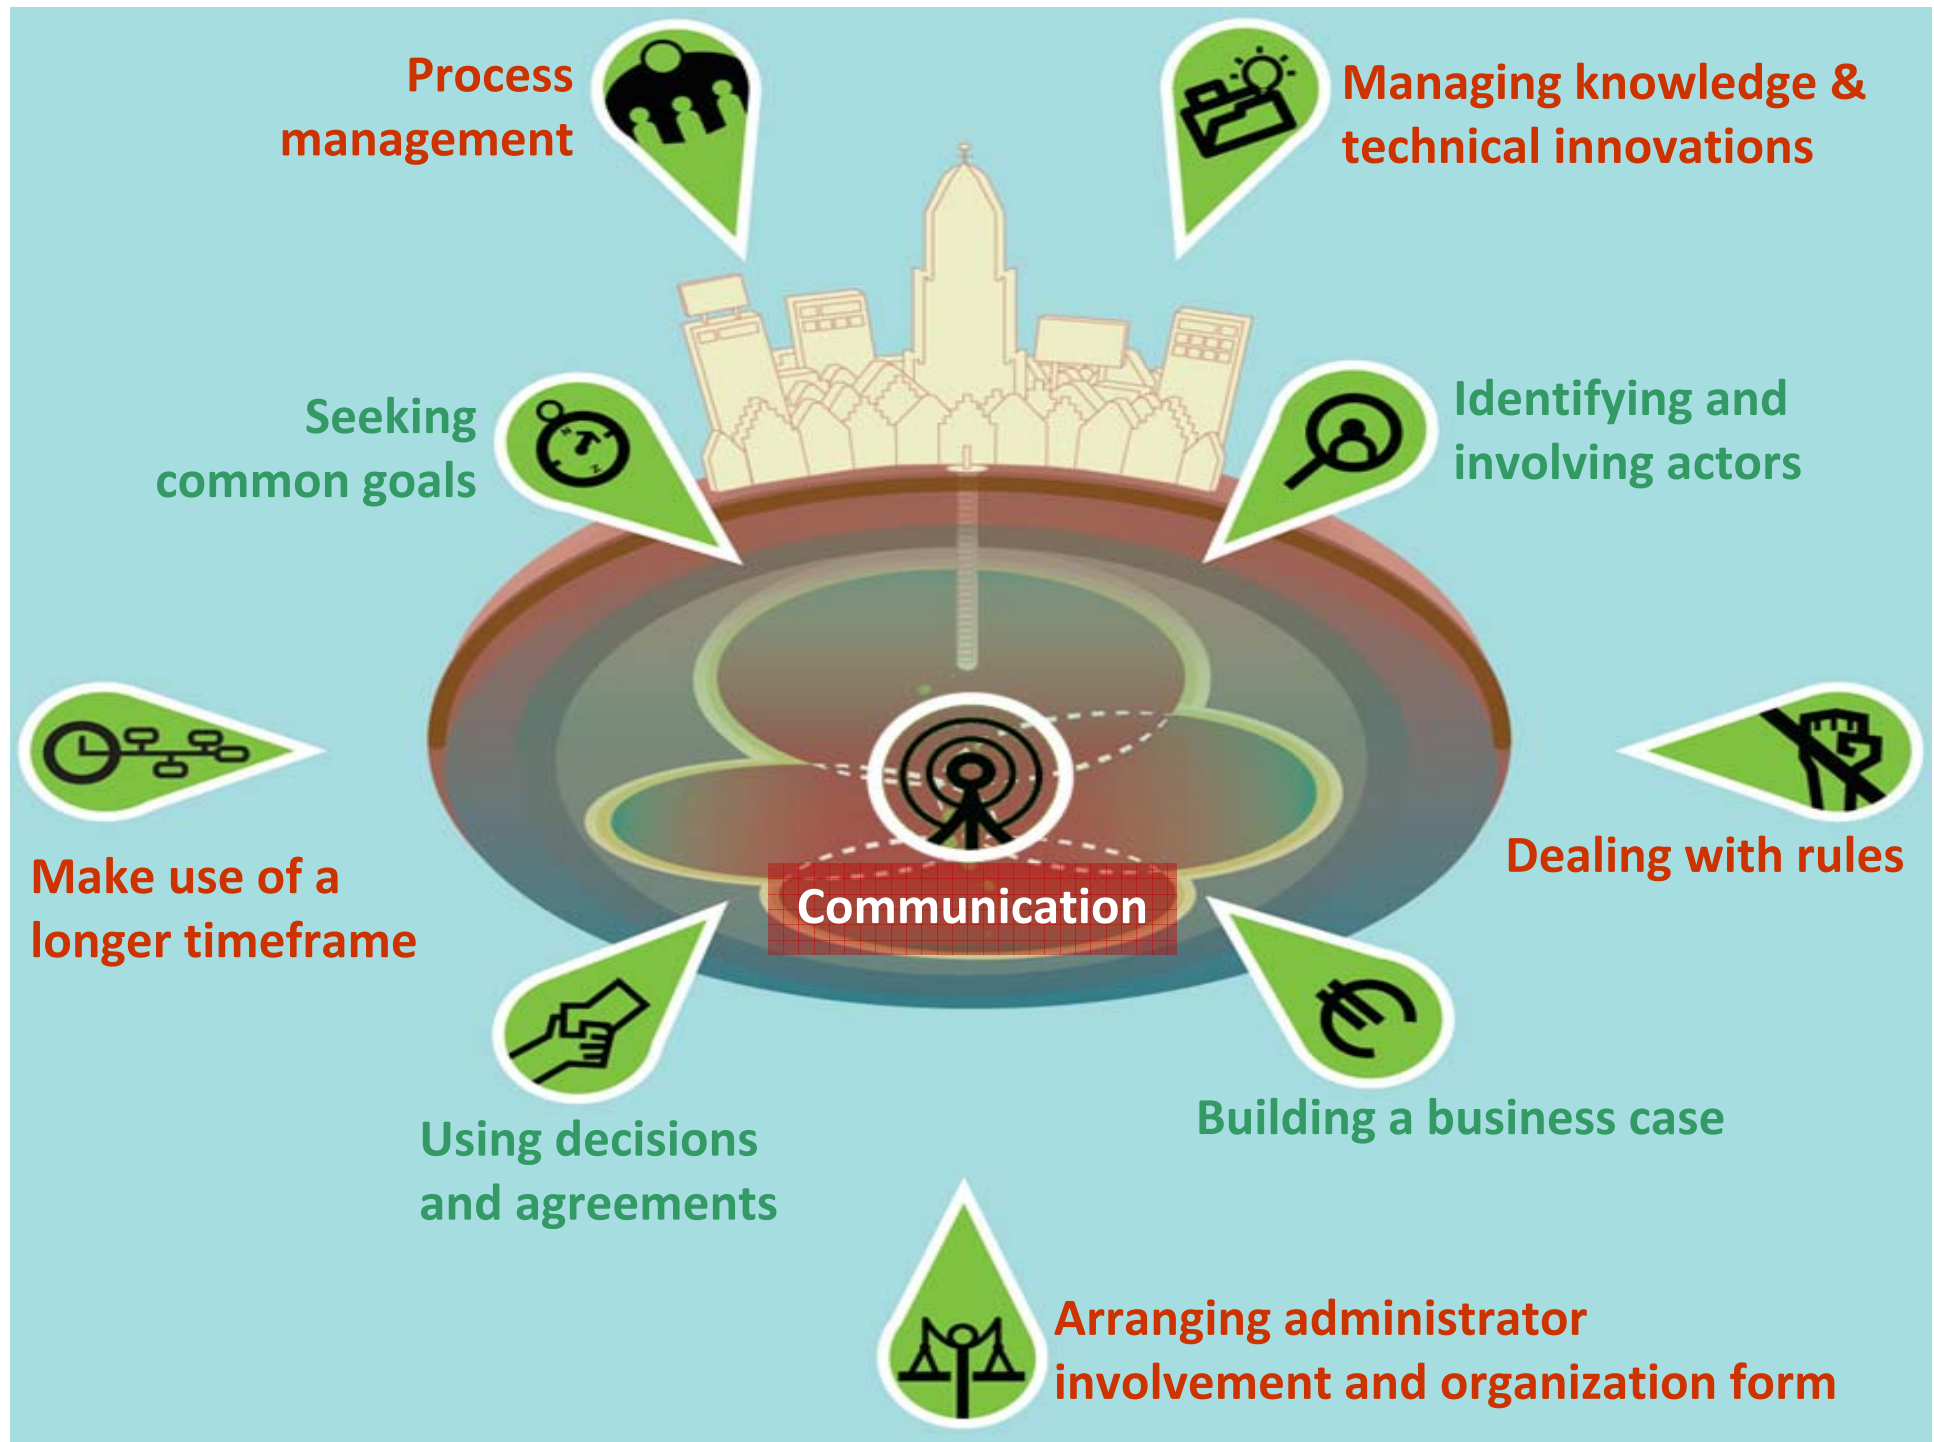 Process
management
Managing knowledge &
technical innovations
Seeking
common goals
Identifying and
involving actors
Make use of a
longer timeframe
Dealing with rules
Communication
Using decisions
and agreements
Building a business case
Arranging administrator
involvement and organization form